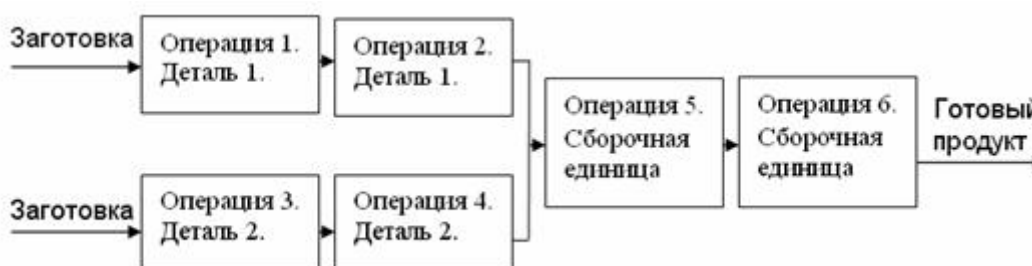 Заготовка
Операция 1.
Деталь 1.
Операция 2.
Деталь 1.
Операция 5.
Сборочная
единица
Операция 6.
Сборочная
единица
Готовый
продукт
Заготовка
Операция 3.
Деталь 2.
Операция 4.
Деталь 2.